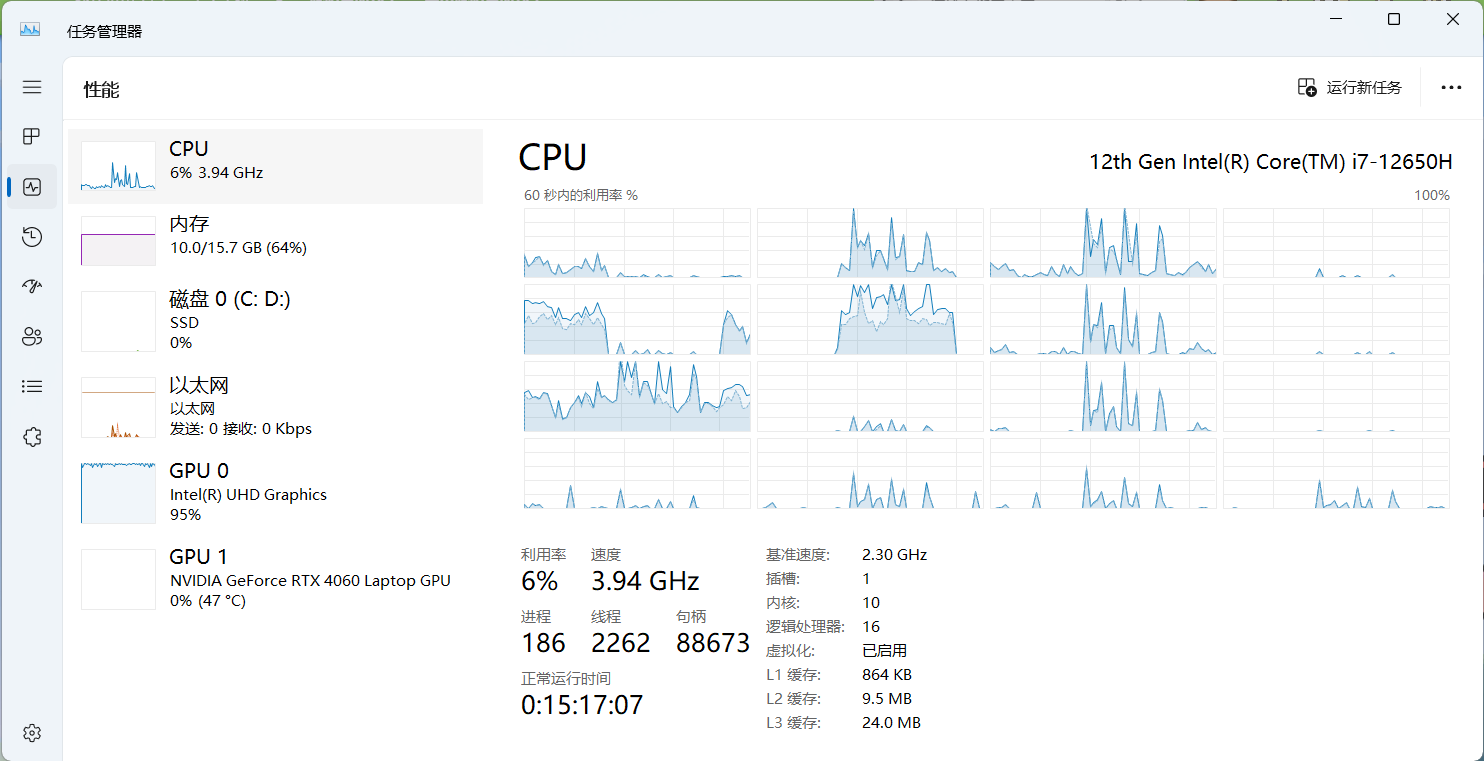 任务管理器
性能
运行新任务
CPU
6% 3.94 GHz
内存
10.0/15.7 GB (64%)
磁盘 0 (C: D:)
SSD
0%
以太网
以太网
发送: 0 接收: 0 Kbps
GPU 0
Intel(R) UHD Graphics
95%
GPU 1
NVIDIA GeForce RTX 4060 Laptop GPU
0% (47 °C)
CPU
12th Gen Intel(R) Core(TM) i7-12650H
60 秒内的利用率 %
100%
利用率 速度
6% 3.94 GHz
进程 线程 句柄
186 2262 88673
正常运行时间
0:15:17:07
基准速度: 2.30 GHz
插槽: 1
内核: 10
逻辑处理器: 16
虚拟化: 已启用
L1 缓存: 864 KB
L2 缓存: 9.5 MB
L3 缓存: 24.0 MB